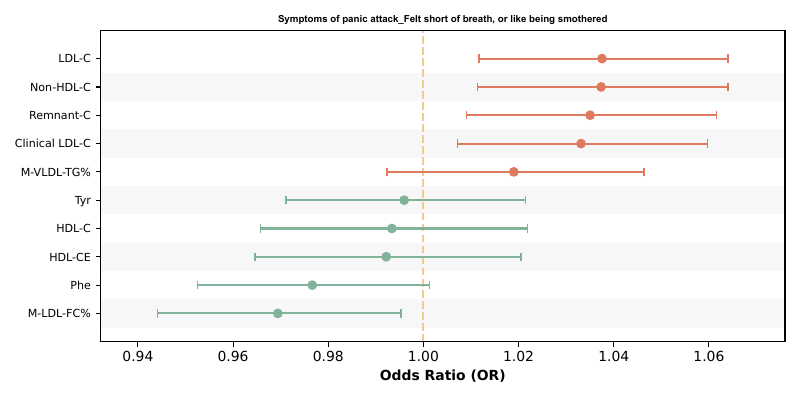 Symptoms of panic attack_Felt short of breath, or like being smothered
LDL-C
Non-HDL-C
Remnant-C
Clinical LDL-C
M-VLDL-TG%
Tyr
HDL-C
HDL-CE
Phe
M-LDL-FC%
0.94 0.96 0.98 1.00 1.02 1.04 1.06
Odds Ratio (OR)